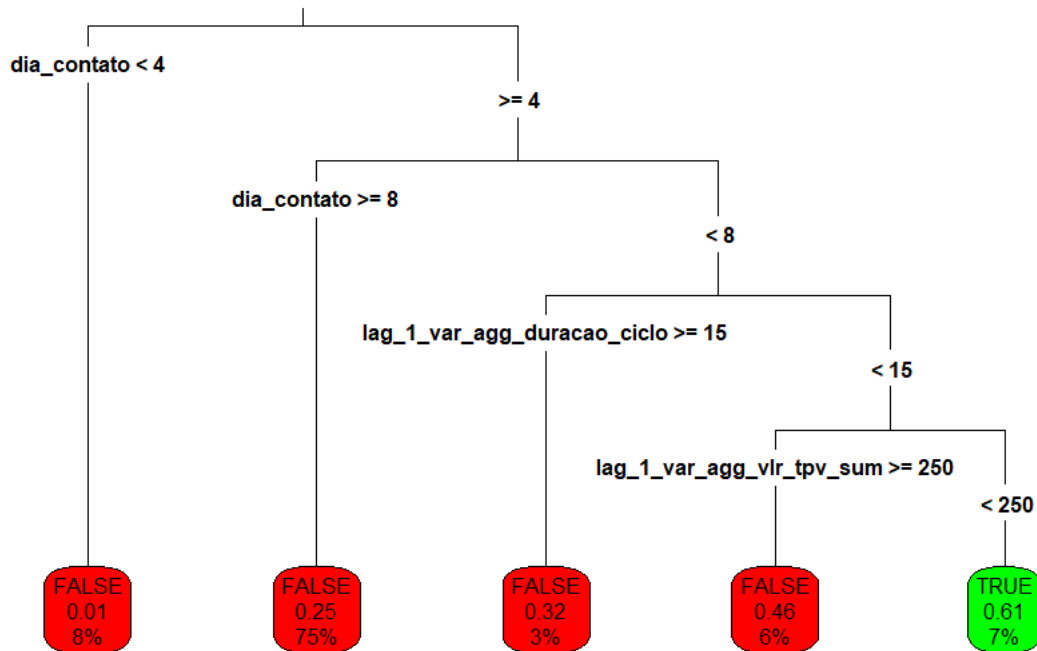 dia_contato < 4
>= 4
dia_contato >= 8
< 8
lag_1_var_agg_duracao_ciclo >= 15
< 15
lag_1_var_agg_vlr_tpv_sum >= 250
< 250
FALSE
0.01
8%
FALSE
0.25
75%
FALSE
0.32
3%
FALSE
0.46
6%
TRUE
0.61
7%